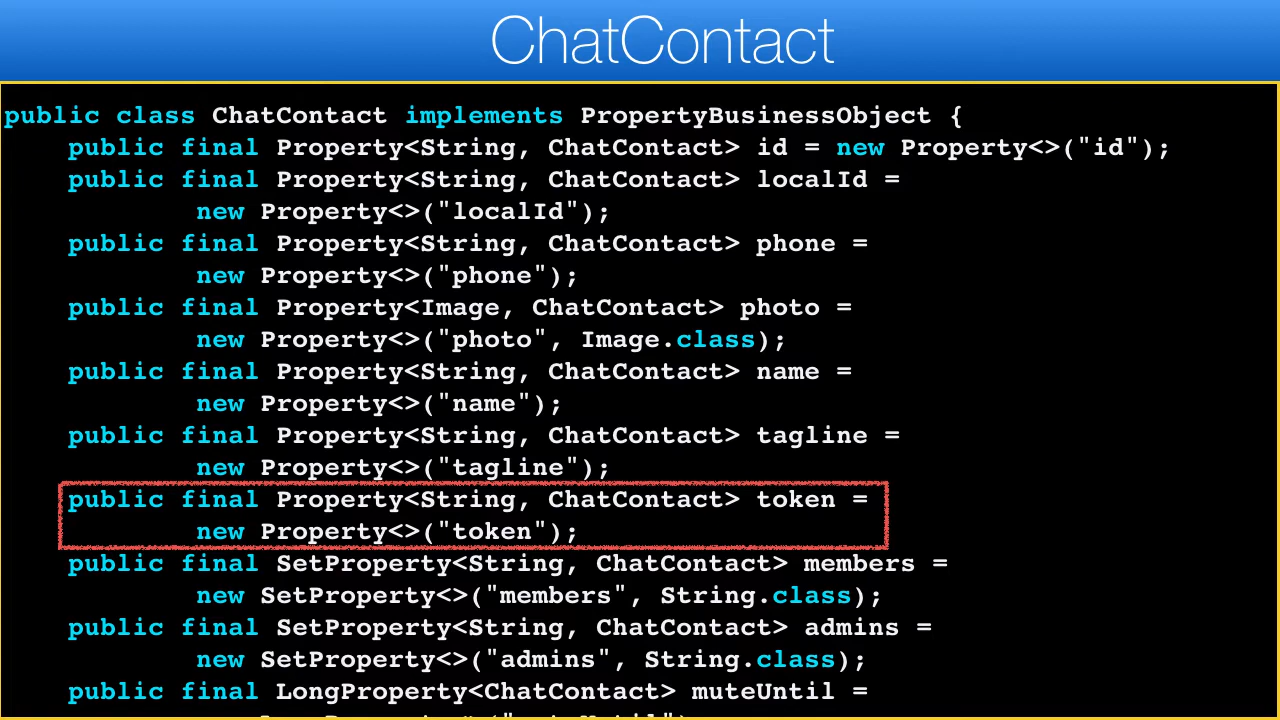 ChatContact
public class ChatContact implements PropertyBusinessObject {
    public final Property<String, ChatContact> id = new Property<>("id");
    public final Property<String, ChatContact> localId =
            new Property<>("localId");
    public final Property<String, ChatContact> phone =
            new Property<>("phone");
    public final Property<Image, ChatContact> photo =
            new Property<>("photo", Image.class);
    public final Property<String, ChatContact> name =
            new Property<>("name");
    public final Property<String, ChatContact> tagline =
            new Property<>("tagline");
    public final Property<String, ChatContact> token =
            new Property<>("token");
    public final SetProperty<String, ChatContact> members =
            new SetProperty<>("members", String.class);
    public final SetProperty<String, ChatContact> admins =
            new SetProperty<>("admins", String.class);
    public final LongProperty<ChatContact> muteUntil =